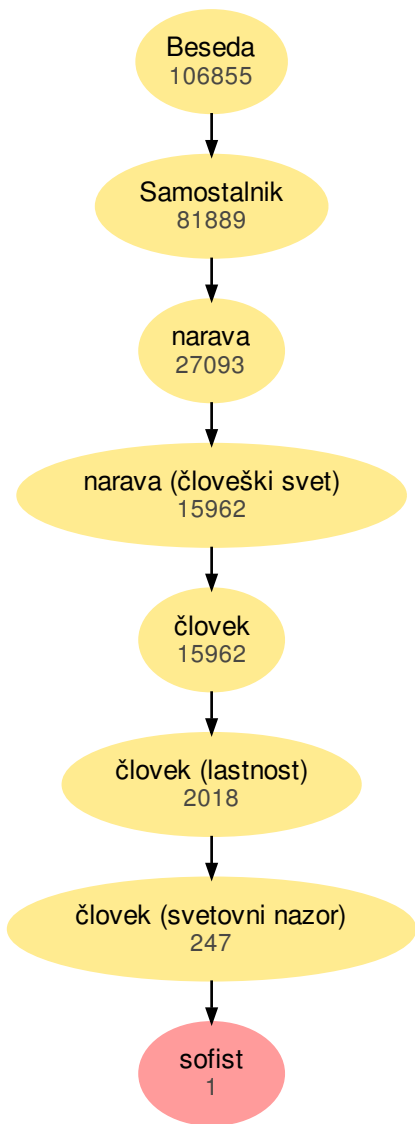 Beseda
106855
Samostalnik
81889
narava
27093
narava (človeški svet)
15962
človek
15962
človek (lastnost)
2018
človek (svetovni nazor)
247
sofist
1